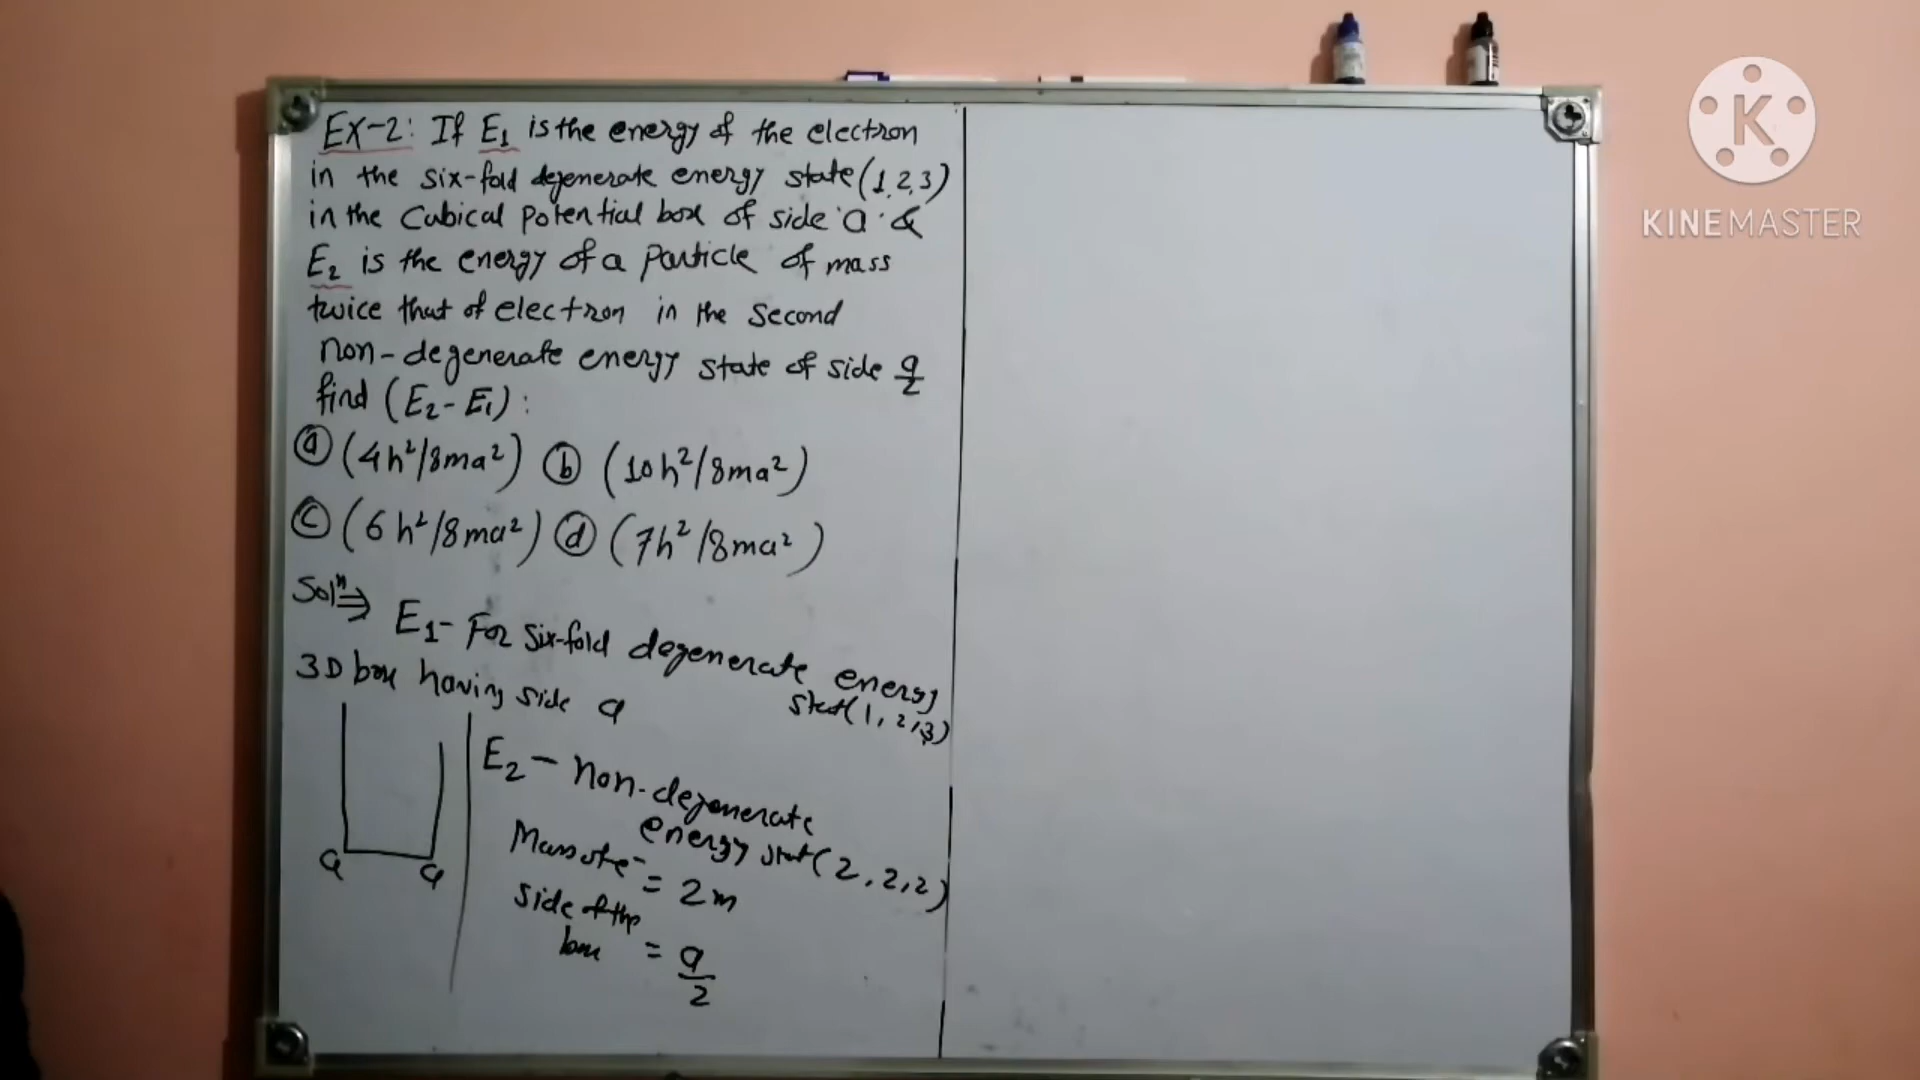 EX-2: If E₁ is the energy of the electron
in the six-fold degenerate energy state (1,2,3)
in the Cubical potential box of side 'a' &
E₂ is the energy of a particle of mass
twice that of electron in the second
non-degenerate energy state of side a/2
find (E₂-E₁):
ⓐ (4h²/8ma²) ⓑ (10h²/8ma²)
ⓒ (6h²/8ma²) ⓓ (7h²/8ma²)
Solⁿ⇒
E₁- For six-fold degenerate energy
stat(1,2,3)
3D box having side a
a a
E₂ - non-degenerate
energy stat(2,2,2)
Mass of e⁻ = 2m
side of the
box = a/2
K
KINEMASTER